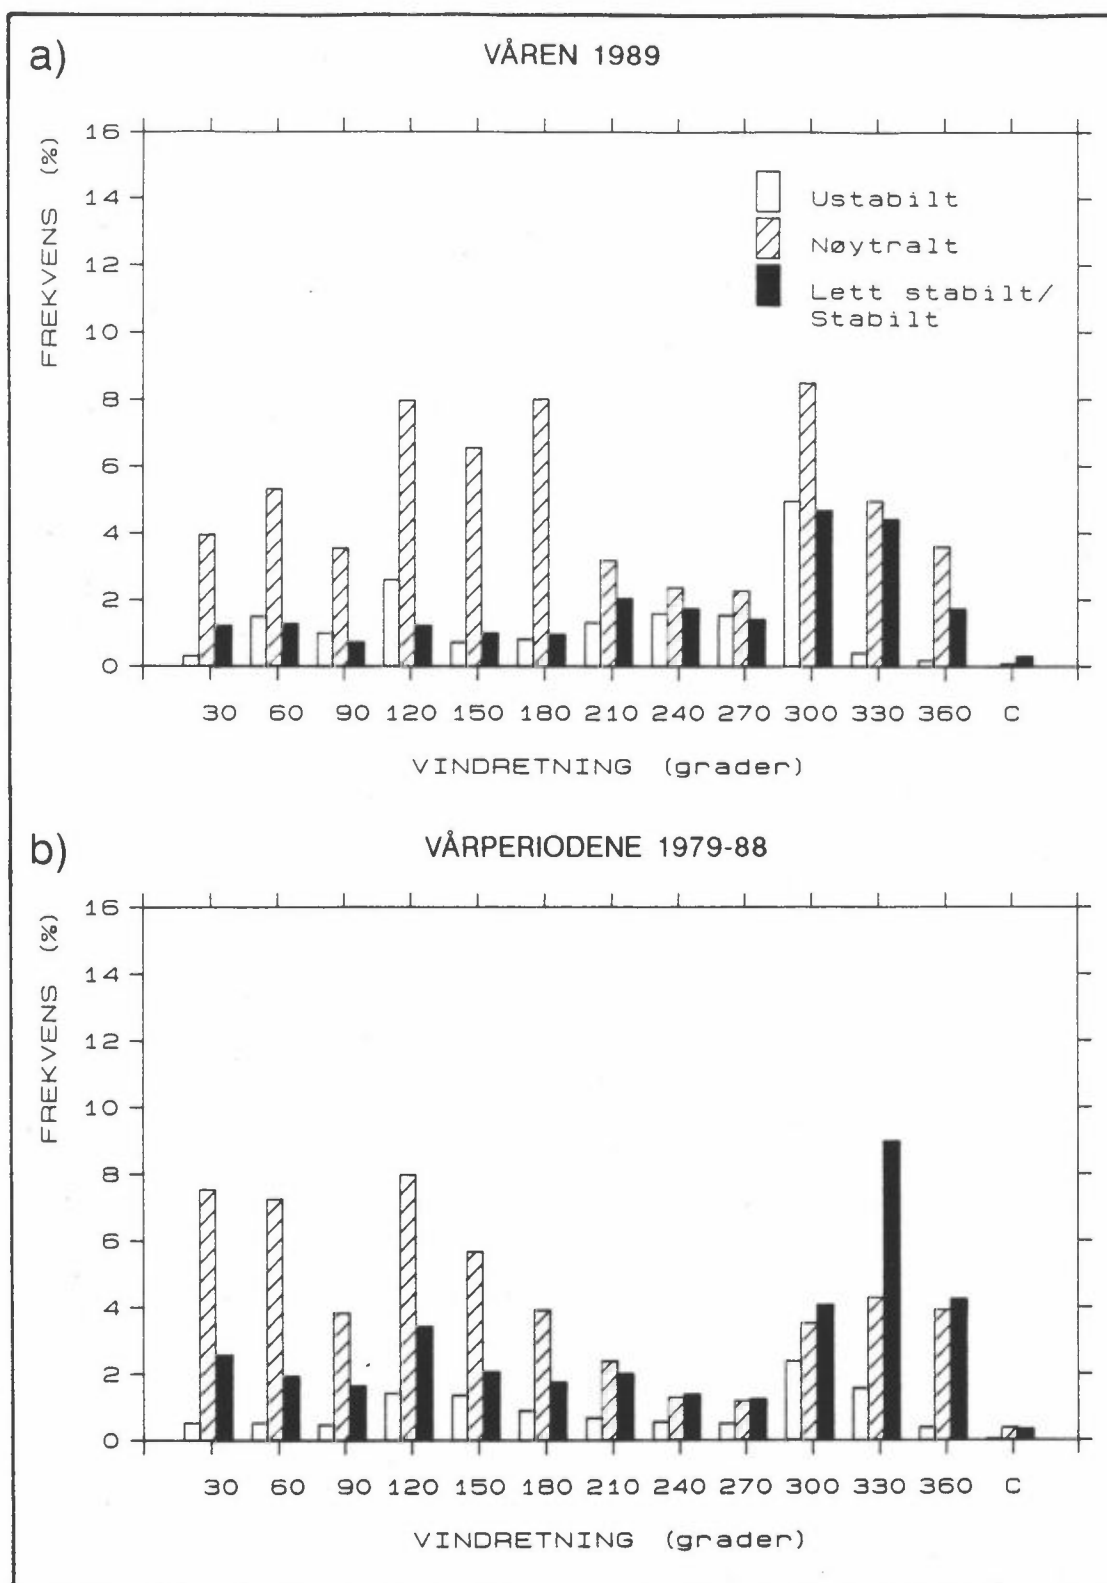 a)
VÅREN 1989
FREKVENS (%)
16
14
12
10
8
6
4
2
0
Ustabilt
Nøytralt
Lett stabilt/
Stabilt
30 60 90 120 150 180 210 240 270 300 330 360 C
VINDRETNING (grader)
b)
VÅRPERIODENE 1979-88
FREKVENS (%)
16
14
12
10
8
6
4
2
0
30 60 90 120 150 180 210 240 270 300 330 360 C
VINDRETNING (grader)